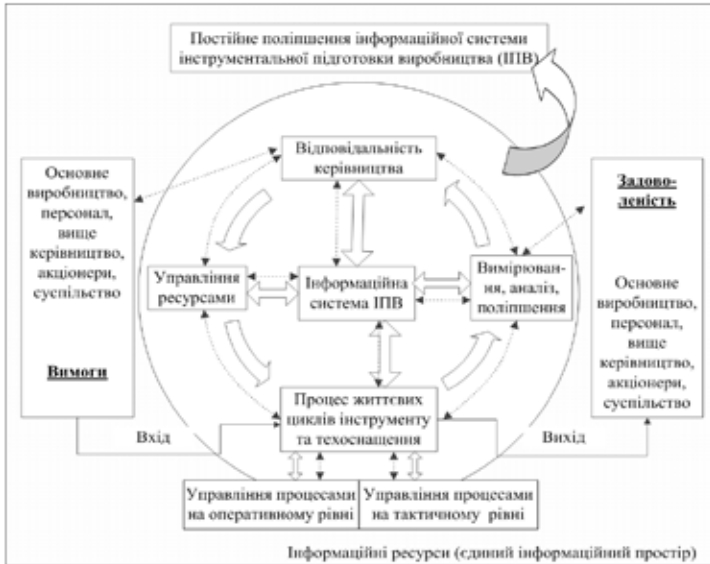 Постійне поліпшення інформаційної системи
інструментальної підготовки виробництва (ІПВ)
Відповідальність
керівництва
Основне
виробництво,
персонал,
вище
керівництво,
акціонери,
суспільство
Вимоги
Управління
ресурсами
Інформаційна
система ІПВ
Вимірюван-
ня, аналіз,
поліпшення
Задово-
леність
Основне
виробництво,
персонал,
вище
керівництво,
акціонери,
суспільство
Процес життєвих
циклів інструменту
та техоснащення
Вхід
Вихід
Управління процесами
на оперативному рівні
Управління процесами
на тактичному рівні
Інформаційні ресурси (єдиний інформаційний простір)